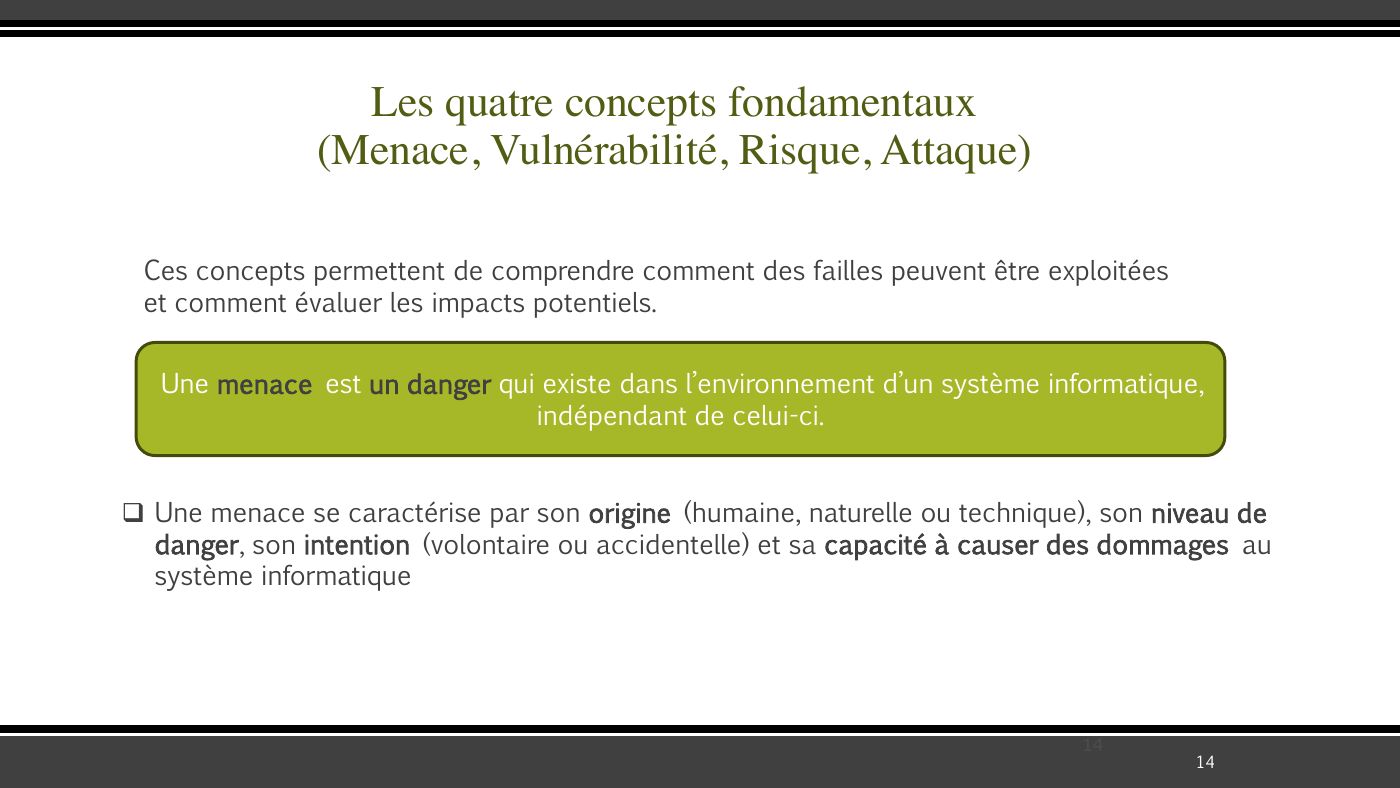 Les quatre concepts fondamentaux
(Menace, Vulnérabilité, Risque, Attaque)
Ces concepts permettent de comprendre comment des failles peuvent être exploitées
et comment évaluer les impacts potentiels.
Une menace est un danger qui existe dans l’environnement d’un système informatique,
indépendant de celui-ci.
❑ Une menace se caractérise par son origine (humaine, naturelle ou technique), son niveau de
danger, son intention (volontaire ou accidentelle) et sa capacité à causer des dommages au
système informatique
14
14